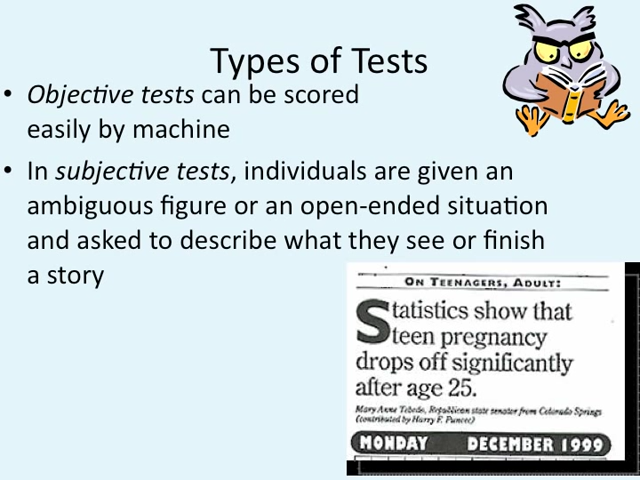 Types of Tests
• Objective tests can be scored
easily by machine
• In subjective tests, individuals are given an
ambiguous figure or an open-ended situation
and asked to describe what they see or finish
a story
ON TEENAGERS, ADULT:
Statistics show that
teen pregnancy
drops off significantly
after age 25.
Mary Anne Tebedo, Republican state senator from Colorado Springs
(contributed by Harry F. Puncec)
MONDAY DECEMBER 1999